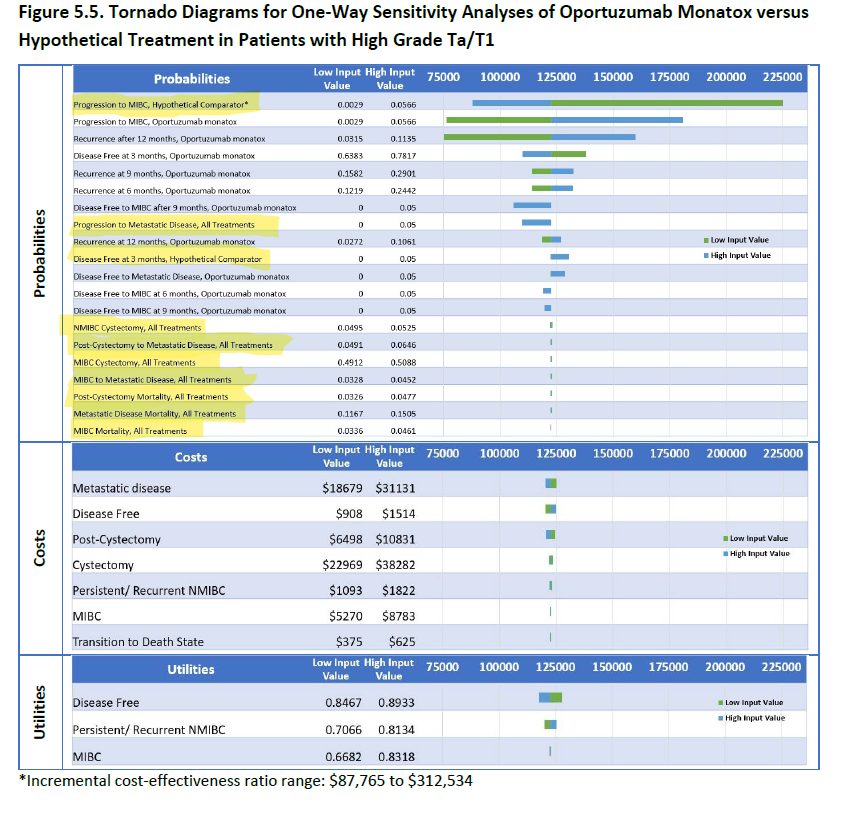 Figure 5.5. Tornado Diagrams for One-Way Sensitivity Analyses of Oportuzumab Monatox versus
Hypothetical Treatment in Patients with High Grade Ta/T1
Probabilities
Probabilities Low Input Value High Input Value 75000 100000 125000 150000 175000 200000 225000
Progression to MIBC, Hypothetical Comparator* 0.0029 0.0566
Progression to MIBC, Oportuzumab monatox 0.0029 0.0566
Recurrence after 12 months, Oportuzumab monatox 0.0315 0.1135
Disease Free at 3 months, Oportuzumab monatox 0.6383 0.7817
Recurrence at 9 months, Oportuzumab monatox 0.1582 0.2901
Recurrence at 6 months, Oportuzumab monatox 0.1219 0.2442
Disease Free to MIBC after 9 months, Oportuzumab monatox 0 0.05
Progression to Metastatic Disease, All Treatments 0 0.05
Recurrence at 12 months, Oportuzumab monatox 0.0272 0.1061
Low Input Value
Disease Free at 3 months, Hypothetical Comparator 0 0.05
High Input Value
Disease Free to Metastatic Disease, Oportuzumab monatox 0 0.05
Disease Free to MIBC at 6 months, Oportuzumab monatox 0 0.05
Disease Free to MIBC at 9 months, Oportuzumab monatox 0 0.05
NMIBC Cystectomy, All Treatments 0.0495 0.0525
Post-Cystectomy to Metastatic Disease, All Treatments 0.0491 0.0646
MIBC Cystectomy, All Treatments 0.4912 0.5088
MIBC to Metastatic Disease, All Treatments 0.0328 0.0452
Post-Cystectomy Mortality, All Treatments 0.0326 0.0477
Metastatic Disease Mortality, All Treatments 0.1167 0.1505
MIBC Mortality, All Treatments 0.0336 0.0461
Costs
Costs Low Input Value High Input Value 75000 100000 125000 150000 175000 200000 225000
Metastatic disease $18679 $31131
Disease Free $908 $1514
Post-Cystectomy $6498 $10831
Low Input Value
High Input Value
Cystectomy $22969 $38282
Persistent/ Recurrent NMIBC $1093 $1822
MIBC $5270 $8783
Transition to Death State $375 $625
Utilities
Utilities Low Input Value High Input Value 75000 100000 125000 150000 175000 200000 225000
Disease Free 0.8467 0.8933
Low Input Value
High Input Value
Persistent/ Recurrent NMIBC 0.7066 0.8134
MIBC 0.6682 0.8318
*Incremental cost-effectiveness ratio range: $87,765 to $312,534